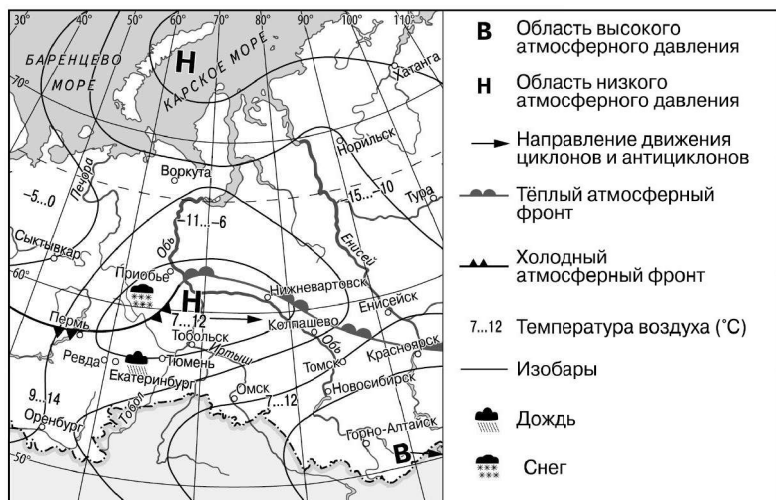 30° 40° 50° 60° 70° 80° 90° 100° 110° 120°
БАРЕНЦЕВО
МОРЕ
Н
КАРСКОЕ МОРЕ
Хатанга
70°
Норильск
Воркута
Печора
-5...0
-15...-10
Тура
-11...-6
Сыктывкар
Обь
Енисей
Приобье
60°
Н
Нижневартовск
Енисейск
Пермь
7...12
Колпашево
Тобольск
Обь
Красноярск
Ревда
Тюмень
Иртыш
Томск
Екатеринбург
Новосибирск
9...14
Омск
7...12
Тобол
Оренбург
Горно-Алтайск
В
50°
В Область высокого
атмосферного давления
Н Область низкого
атмосферного давления
Направление движения
циклонов и антициклонов
Тёплый атмосферный
фронт
Холодный
атмосферный фронт
7...12 Температура воздуха (°С)
Изобары
Дождь
Снег